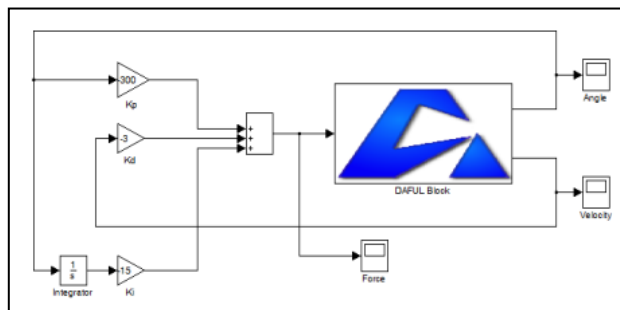 -300
Kp
Angle
-3
Kd
DAFUL Block
Velocity
1
s
Integrator
-15
Ki
Force
+
+
+